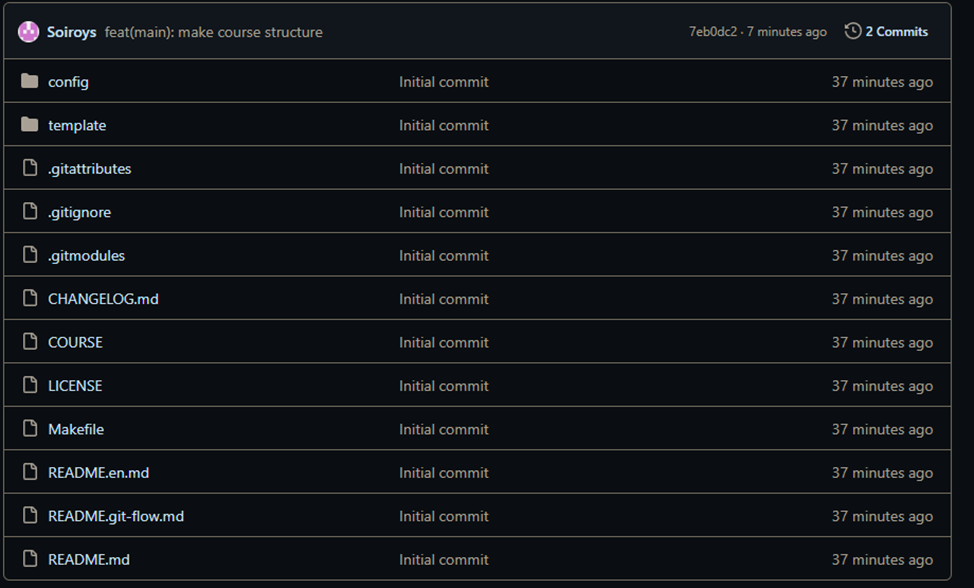 Soiroys feat(main): make course structure 7eb0dc2 · 7 minutes ago 2 Commits
config Initial commit 37 minutes ago
template Initial commit 37 minutes ago
.gitattributes Initial commit 37 minutes ago
.gitignore Initial commit 37 minutes ago
.gitmodules Initial commit 37 minutes ago
CHANGELOG.md Initial commit 37 minutes ago
COURSE Initial commit 37 minutes ago
LICENSE Initial commit 37 minutes ago
Makefile Initial commit 37 minutes ago
README.en.md Initial commit 37 minutes ago
README.git-flow.md Initial commit 37 minutes ago
README.md Initial commit 37 minutes ago